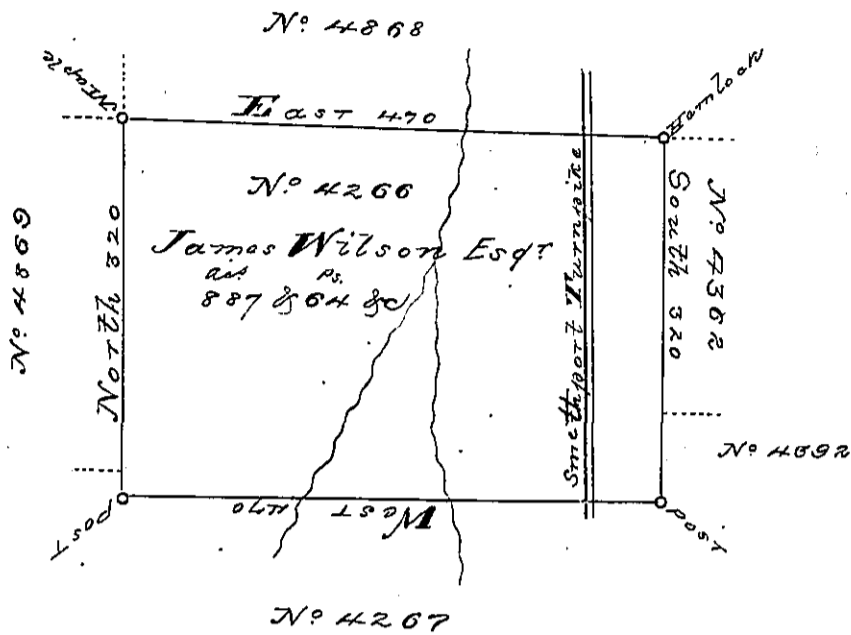 No. 4868
Maple
Hemlock
East 470
No. 4266
James Wilson Esqr.
acs. ps.
887 & 64 &c
No. 4869
North 320
Smethport Turnpike
South 320
No. 4362
No. 4692
Post
West 470
Post
No. 4267